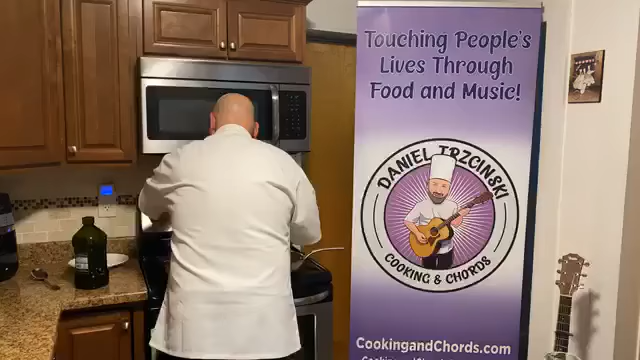 Touching People's
Lives Through
Food and Music!
DANIEL TRZCINSKI
COOKING & CHORDS
CookingandChords.com